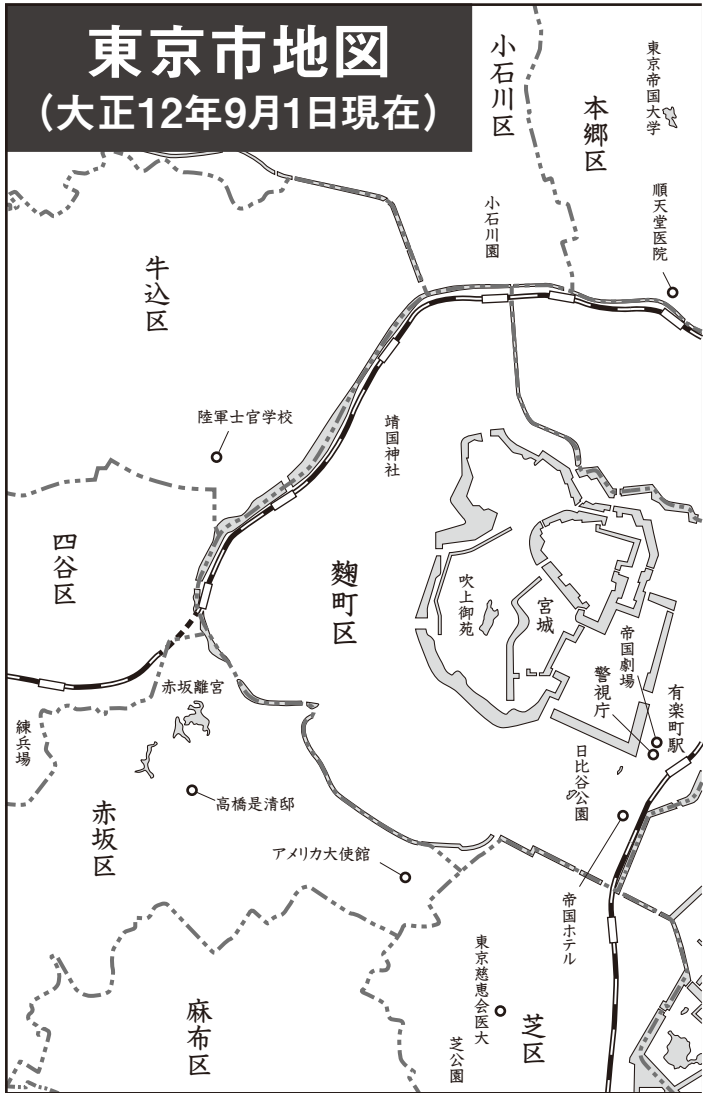 東京市地図
（大正12年9月1日現在）
小石川区
東京帝国大学
本郷区
順天堂医院
小石川園
牛込区
陸軍士官学校
靖国神社
四谷区
麴町区
吹上御苑
宮城
帝国劇場
警視庁
有楽町駅
赤坂離宮
練兵場
日比谷公園
高橋是清邸
赤坂区
アメリカ大使館
帝国ホテル
東京慈恵会医大
芝区
麻布区
芝公園